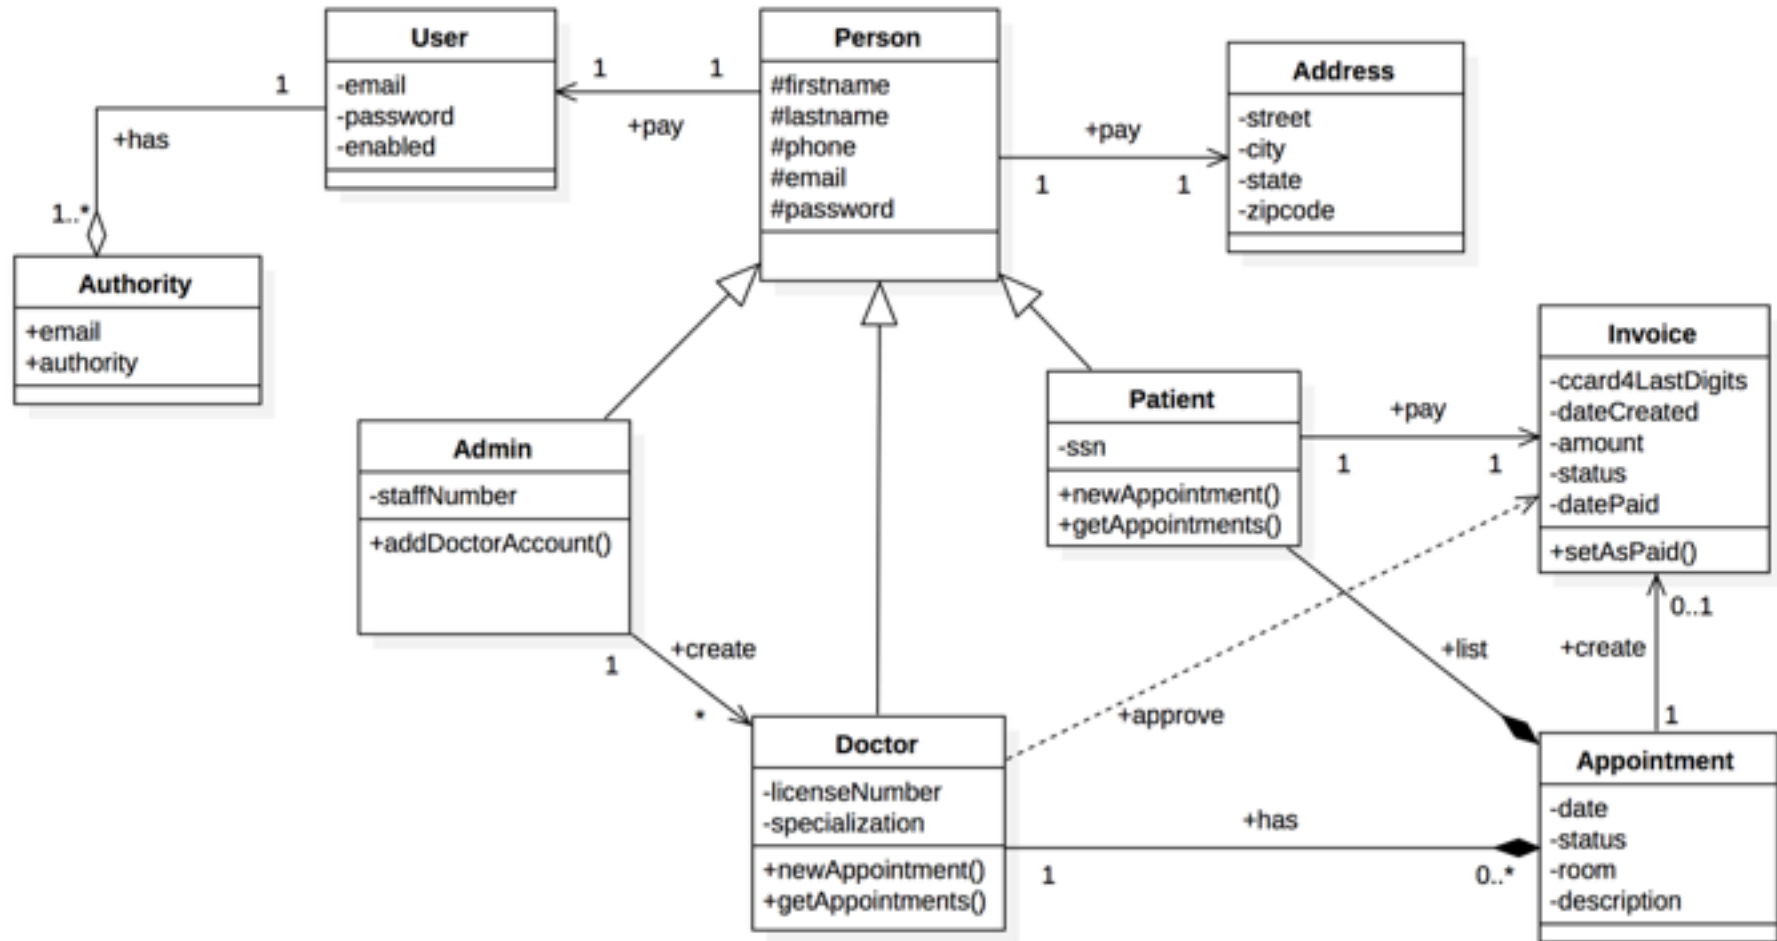 User
-email
-password
-enabled
1
+has
1..*
Authority
+email
+authority
1
1
+pay
Person
#firstname
#lastname
#phone
#email
#password
+pay
1
1
Address
-street
-city
-state
-zipcode
Admin
-staffNumber
+addDoctorAccount()
1
+create
*
Patient
-ssn
+newAppointment()
+getAppointments()
+pay
1
1
Invoice
-ccard4LastDigits
-dateCreated
-amount
-status
-datePaid
+setAsPaid()
0..1
+create
1
+list
+approve
Doctor
-licenseNumber
-specialization
+newAppointment()
+getAppointments()
+has
1
0..*
Appointment
-date
-status
-room
-description